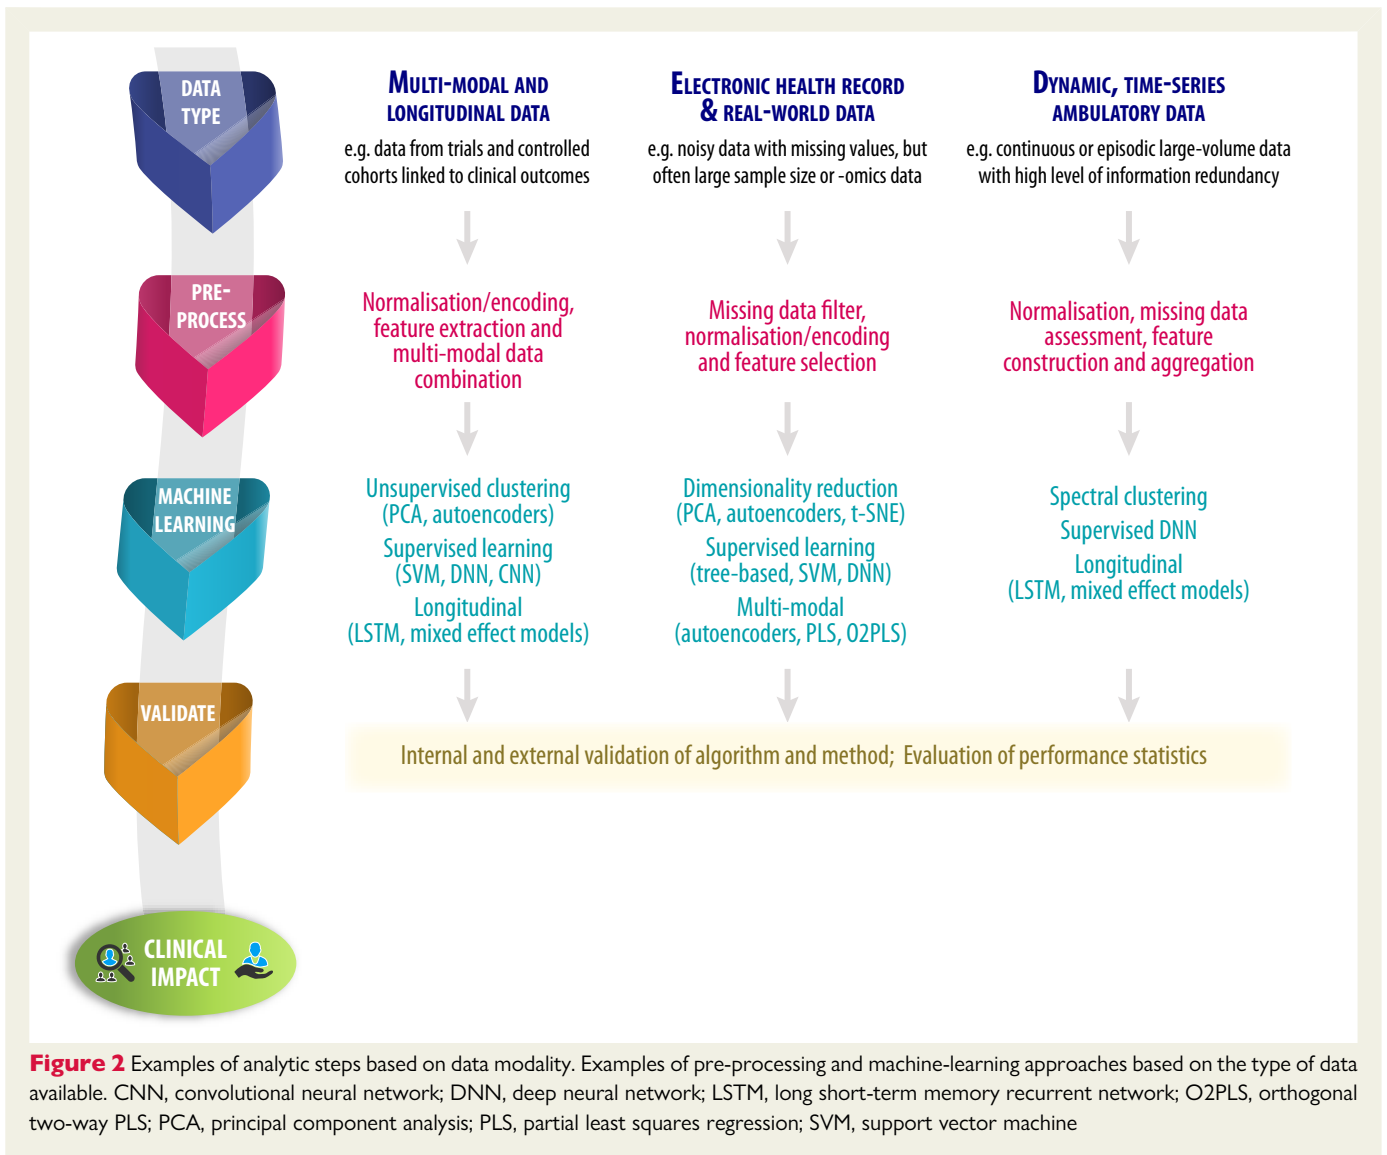 DATA
TYPE
MULTI-MODAL AND
LONGITUDINAL DATA
e.g. data from trials and controlled
cohorts linked to clinical outcomes
ELECTRONIC HEALTH RECORD
& REAL-WORLD DATA
e.g. noisy data with missing values, but
often large sample size or -omics data
DYNAMIC, TIME-SERIES
AMBULATORY DATA
e.g. continuous or episodic large-volume data
with high level of information redundancy
PRE-
PROCESS
Normalisation/encoding,
feature extraction and
multi-modal data
combination
Missing data filter,
normalisation/encoding
and feature selection
Normalisation, missing data
assessment, feature
construction and aggregation
MACHINE
LEARNING
Unsupervised clustering
(PCA, autoencoders)
Supervised learning
(SVM, DNN, CNN)
Longitudinal
(LSTM, mixed effect models)
Dimensionality reduction
(PCA, autoencoders, t-SNE)
Supervised learning
(tree-based, SVM, DNN)
Multi-modal
(autoencoders, PLS, O2PLS)
Spectral clustering
Supervised DNN
Longitudinal
(LSTM, mixed effect models)
VALIDATE
Internal and external validation of algorithm and method; Evaluation of performance statistics
CLINICAL
IMPACT
Figure 2 Examples of analytic steps based on data modality. Examples of pre-processing and machine-learning approaches based on the type of data
available. CNN, convolutional neural network; DNN, deep neural network; LSTM, long short-term memory recurrent network; O2PLS, orthogonal
two-way PLS; PCA, principal component analysis; PLS, partial least squares regression; SVM, support vector machine